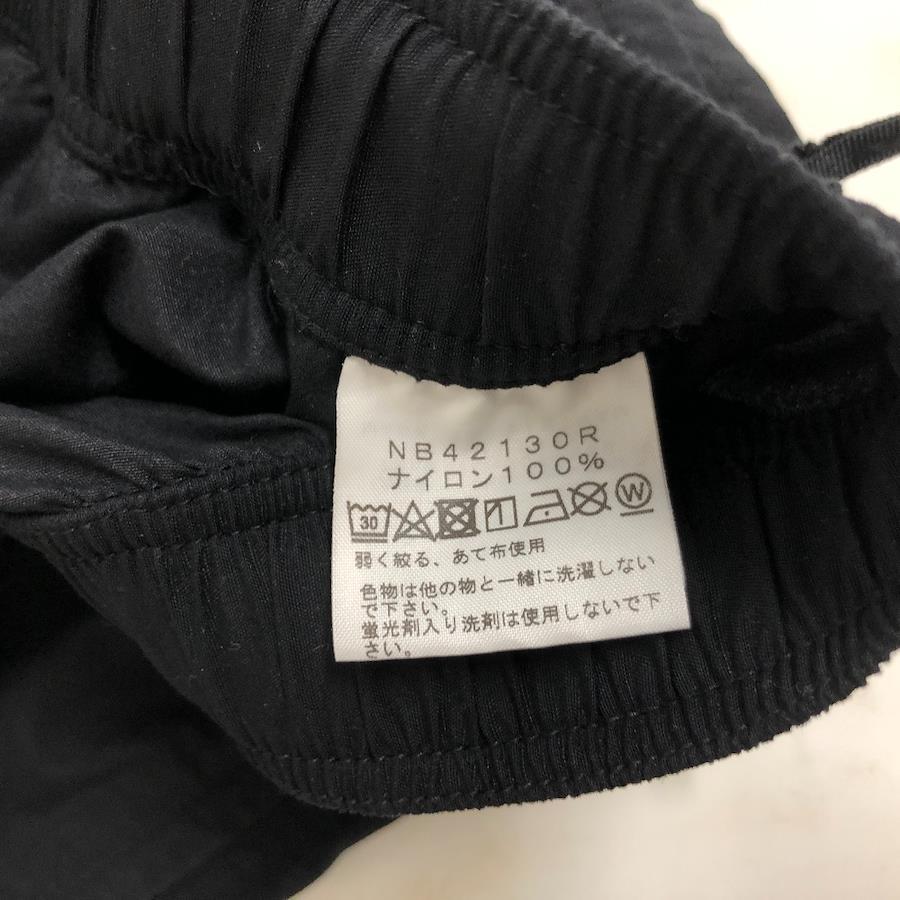 NB42130R
ナイロン100%
30 W
弱く絞る、あて布使用
色物は他の物と一緒に洗濯しない
で下さい。
蛍光剤入り洗剤は使用しないで下
さい。